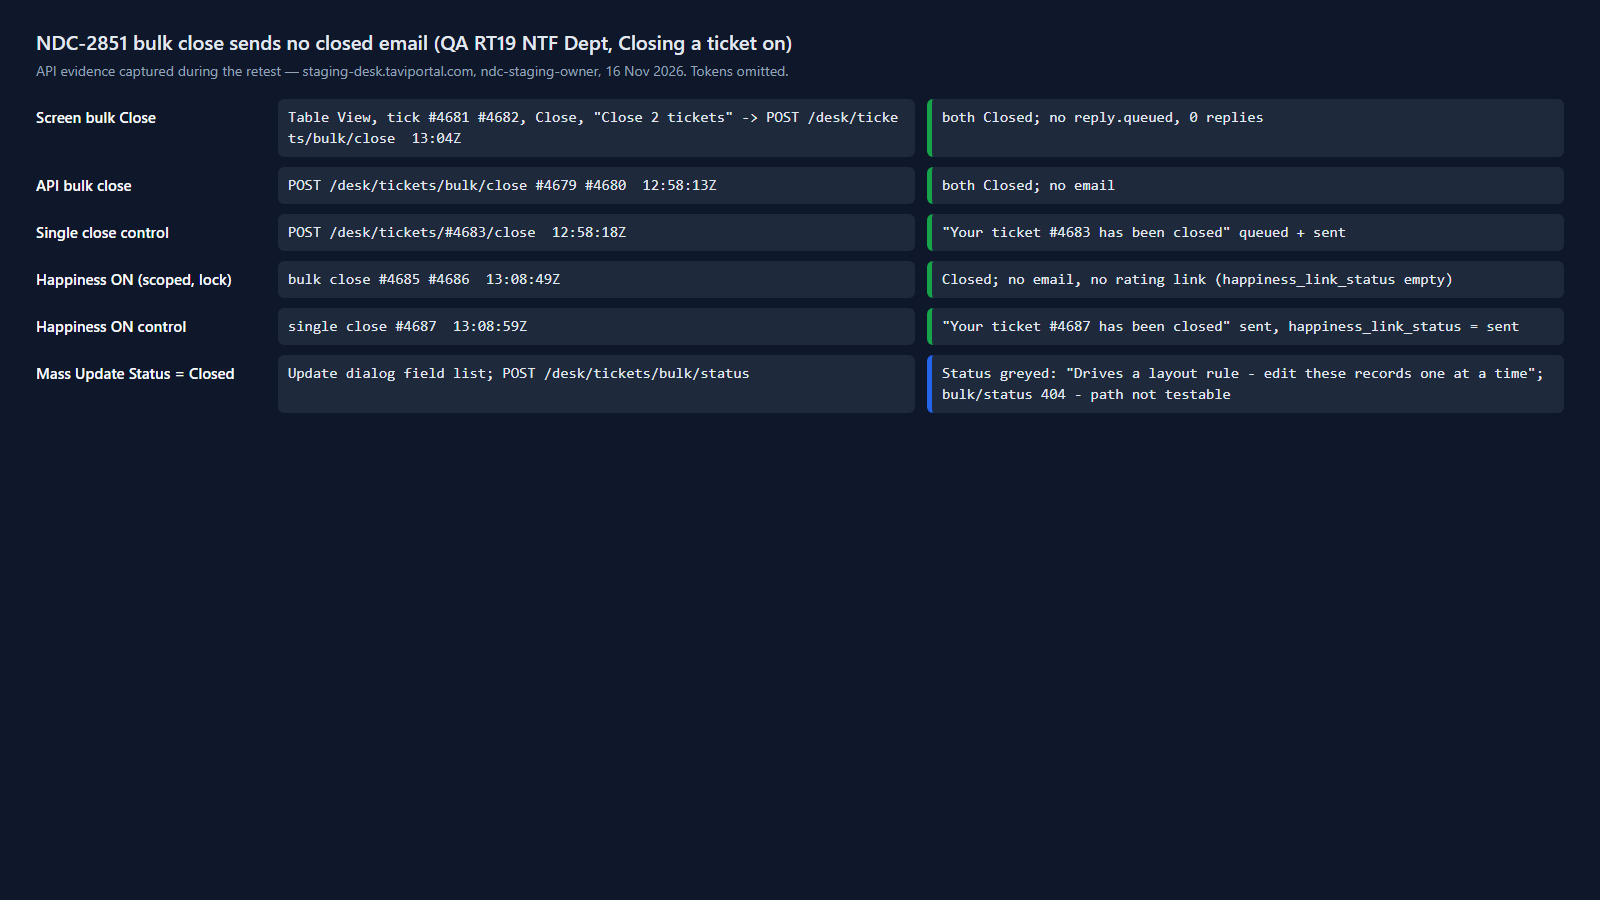 NDC-2851 bulk close sends no closed email (QA RT19 NTF Dept, Closing a ticket on)
API evidence captured during the retest — staging-desk.taviportal.com, ndc-staging-owner, 16 Nov 2026. Tokens omitted.
Screen bulk Close
Table View, tick #4681 #4682, Close, "Close 2 tickets" -> POST /desk/ticke
ts/bulk/close  13:04Z
both Closed; no reply.queued, 0 replies
API bulk close
POST /desk/tickets/bulk/close #4679 #4680  12:58:13Z
both Closed; no email
Single close control
POST /desk/tickets/#4683/close  12:58:18Z
"Your ticket #4683 has been closed" queued + sent
Happiness ON (scoped, lock)
bulk close #4685 #4686  13:08:49Z
Closed; no email, no rating link (happiness_link_status empty)
Happiness ON control
single close #4687  13:08:59Z
"Your ticket #4687 has been closed" sent, happiness_link_status = sent
Mass Update Status = Closed
Update dialog field list; POST /desk/tickets/bulk/status
Status greyed: "Drives a layout rule - edit these records one at a time";
bulk/status 404 - path not testable